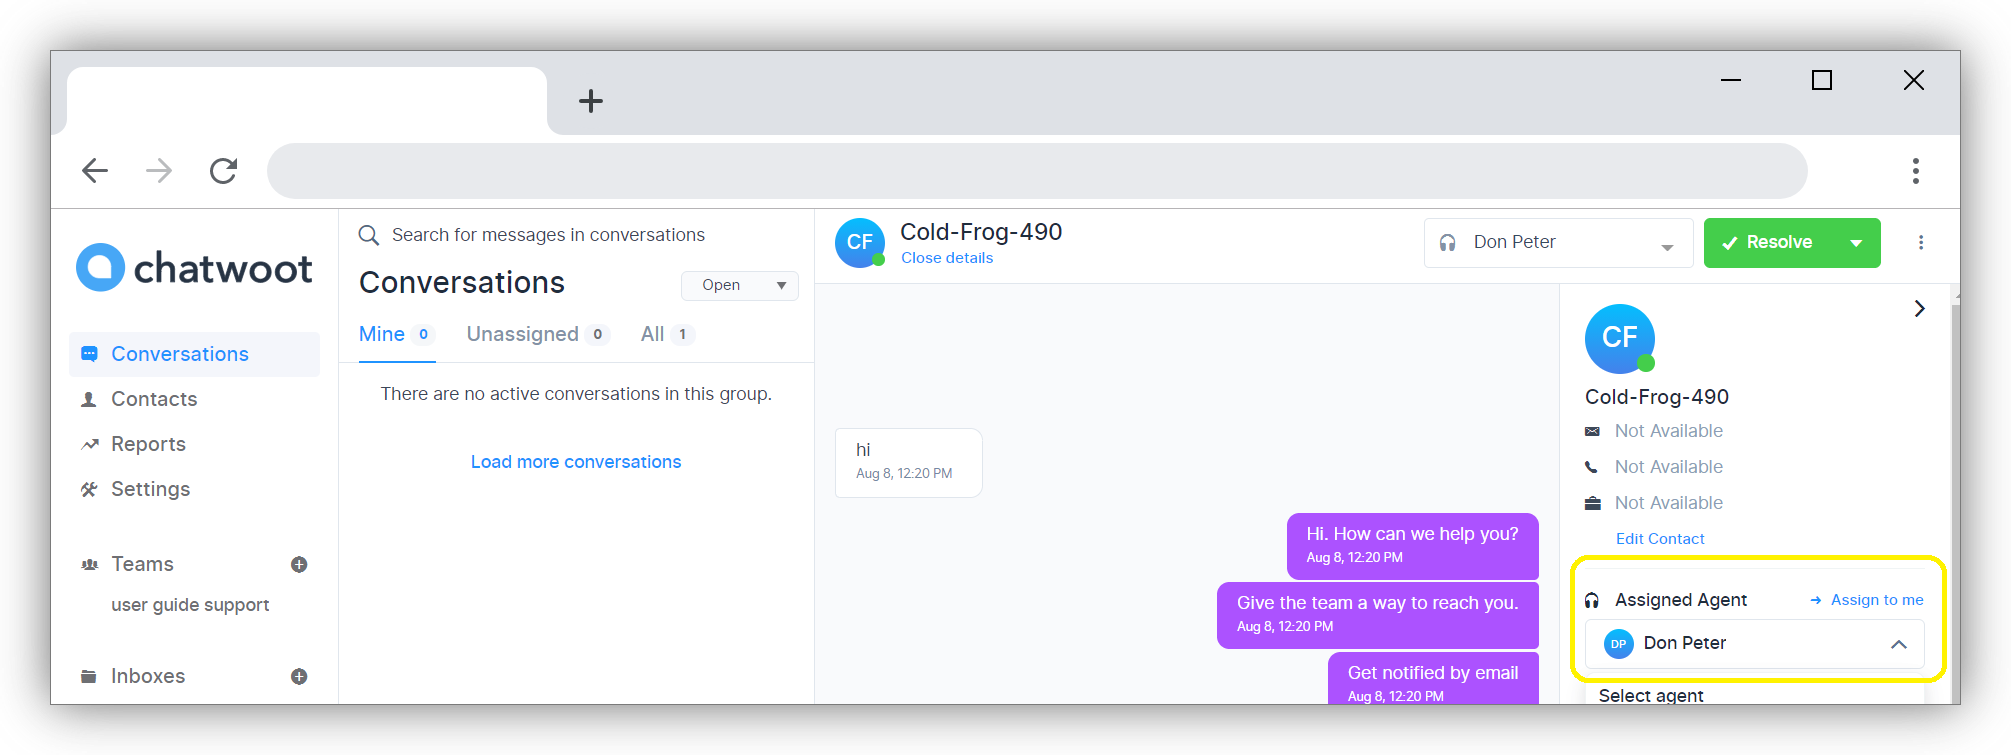 chatwoot
Conversations
Contacts
Reports
Settings
Teams
user guide support
Inboxes
Search for messages in conversations
Conversations
Open
Mine 0 Unassigned 0 All 1
There are no active conversations in this group.
Load more conversations
CF
Cold-Frog-490
Close details
Don Peter
Resolve
hi
Aug 8, 12:20 PM
Hi. How can we help you?
Aug 8, 12:20 PM
Give the team a way to reach you.
Aug 8, 12:20 PM
Get notified by email
Aug 8, 12:20 PM
CF
Cold-Frog-490
Not Available
Not Available
Not Available
Edit Contact
Assigned Agent Assign to me
DP Don Peter
Select agent